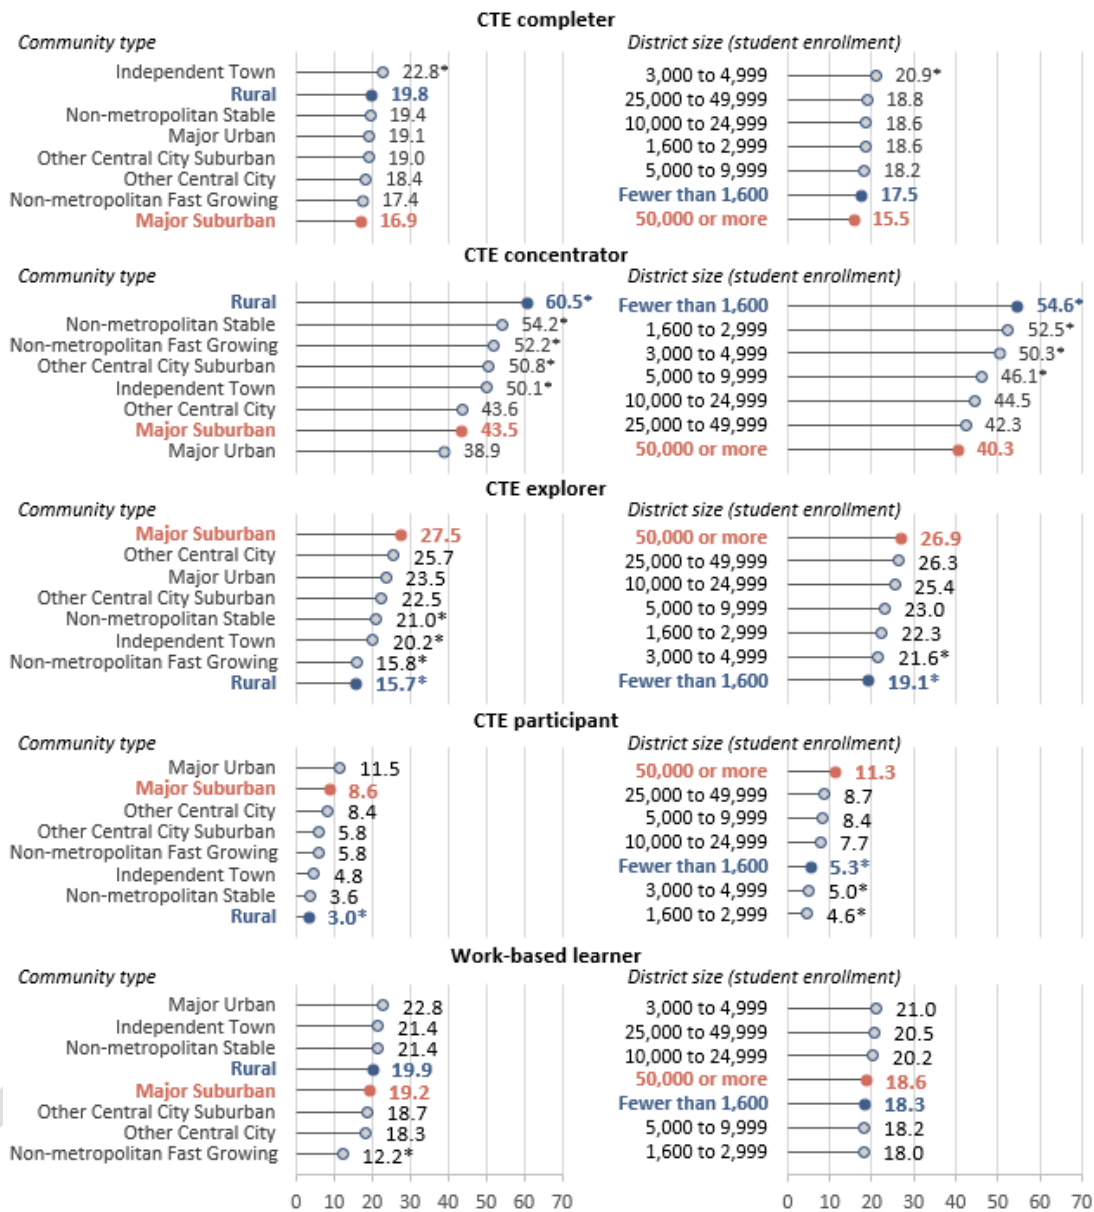 CTE completer
Community type
Independent Town 22.8*
Rural 19.8
Non-metropolitan Stable 19.4
Major Urban 19.1
Other Central City Suburban 19.0
Other Central City 18.4
Non-metropolitan Fast Growing 17.4
Major Suburban 16.9
District size (student enrollment)
3,000 to 4,999 20.9*
25,000 to 49,999 18.8
10,000 to 24,999 18.6
1,600 to 2,999 18.6
5,000 to 9,999 18.2
Fewer than 1,600 17.5
50,000 or more 15.5
CTE concentrator
Community type
Rural 60.5*
Non-metropolitan Stable 54.2*
Non-metropolitan Fast Growing 52.2*
Other Central City Suburban 50.8*
Independent Town 50.1*
Other Central City 43.6
Major Suburban 43.5
Major Urban 38.9
District size (student enrollment)
Fewer than 1,600 54.6*
1,600 to 2,999 52.5*
3,000 to 4,999 50.3*
5,000 to 9,999 46.1*
10,000 to 24,999 44.5
25,000 to 49,999 42.3
50,000 or more 40.3
CTE explorer
Community type
Major Suburban 27.5
Other Central City 25.7
Major Urban 23.5
Other Central City Suburban 22.5
Non-metropolitan Stable 21.0*
Independent Town 20.2*
Non-metropolitan Fast Growing 15.8*
Rural 15.7*
District size (student enrollment)
50,000 or more 26.9
25,000 to 49,999 26.3
10,000 to 24,999 25.4
5,000 to 9,999 23.0
1,600 to 2,999 22.3
3,000 to 4,999 21.6*
Fewer than 1,600 19.1*
CTE participant
Community type
Major Urban 11.5
Major Suburban 8.6
Other Central City 8.4
Other Central City Suburban 5.8
Non-metropolitan Fast Growing 5.8
Independent Town 4.8
Non-metropolitan Stable 3.6
Rural 3.0*
District size (student enrollment)
50,000 or more 11.3
25,000 to 49,999 8.7
5,000 to 9,999 8.4
10,000 to 24,999 7.7
Fewer than 1,600 5.3*
3,000 to 4,999 5.0*
1,600 to 2,999 4.6*
Work-based learner
Community type
Major Urban 22.8
Independent Town 21.4
Non-metropolitan Stable 21.4
Rural 19.9
Major Suburban 19.2
Other Central City Suburban 18.7
Other Central City 18.3
Non-metropolitan Fast Growing 12.2*
0 10 20 30 40 50 60 70
District size (student enrollment)
3,000 to 4,999 21.0
25,000 to 49,999 20.5
10,000 to 24,999 20.2
50,000 or more 18.6
Fewer than 1,600 18.3
5,000 to 9,999 18.2
1,600 to 2,999 18.0
0 10 20 30 40 50 60 70